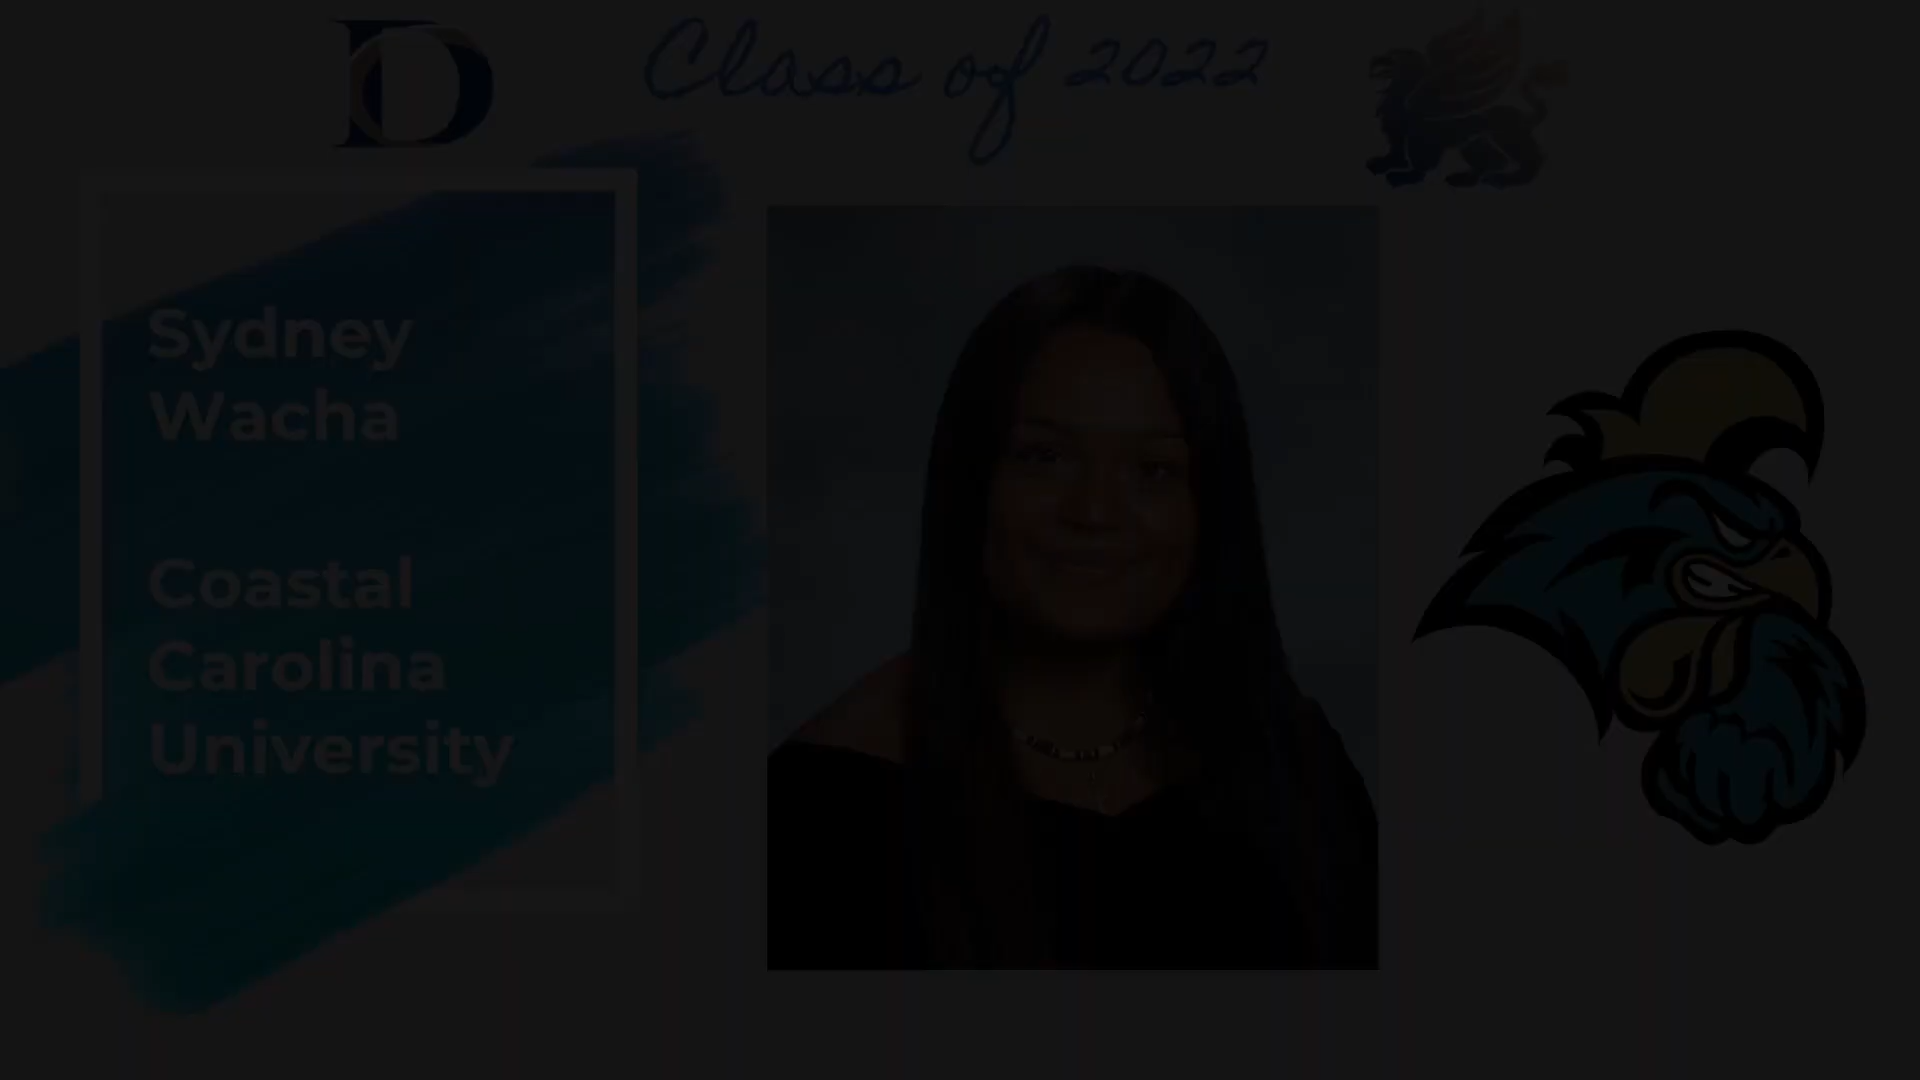 Class of 2022
Sydney
Wacha
Coastal
Carolina
University